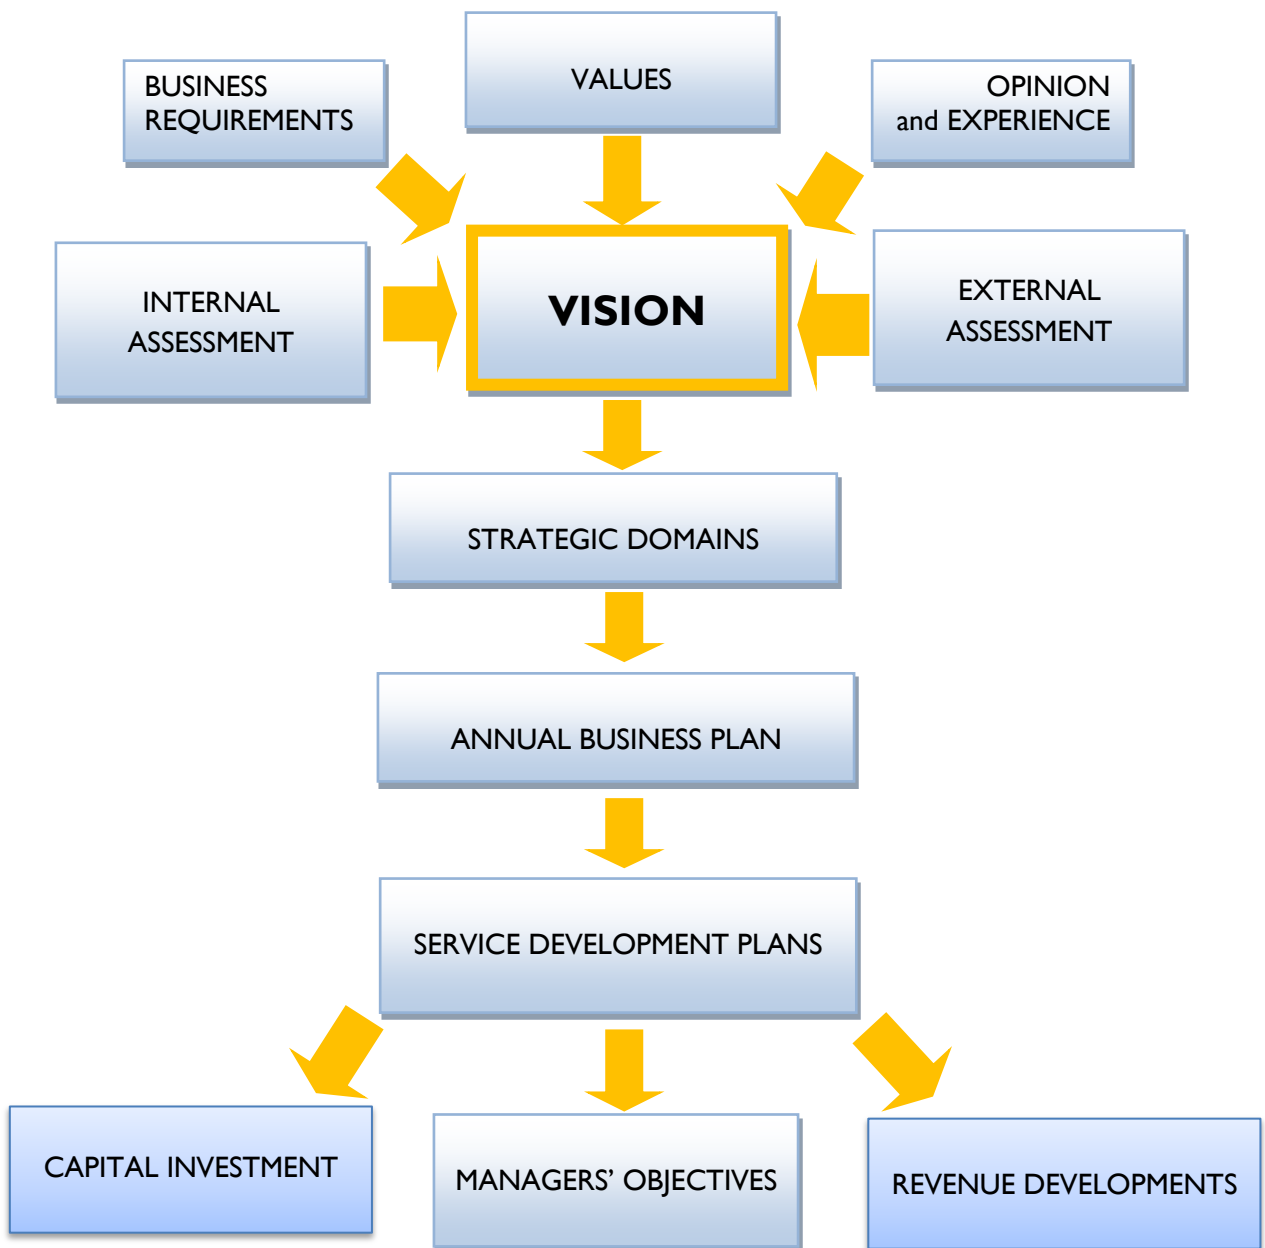 BUSINESS
REQUIREMENTS
VALUES
OPINION
and EXPERIENCE
INTERNAL
ASSESSMENT
VISION
EXTERNAL
ASSESSMENT
STRATEGIC DOMAINS
ANNUAL BUSINESS PLAN
SERVICE DEVELOPMENT PLANS
CAPITAL INVESTMENT
MANAGERS’ OBJECTIVES
REVENUE DEVELOPMENTS